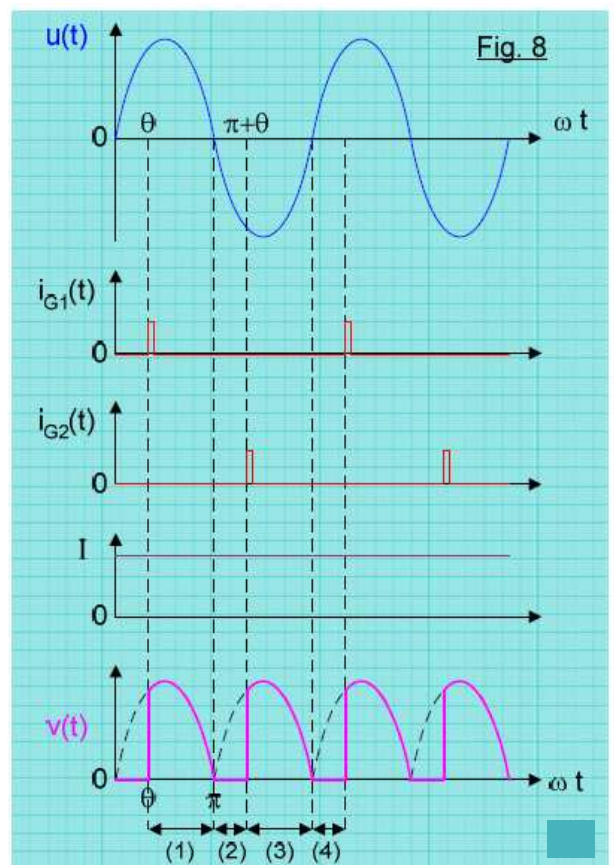 u(t)
Fig. 8
θ
π+θ
0
ω t
i_G1(t)
0
i_G2(t)
0
I
0
v(t)
0
θ
π
ω t
(1)
(2)
(3)
(4)